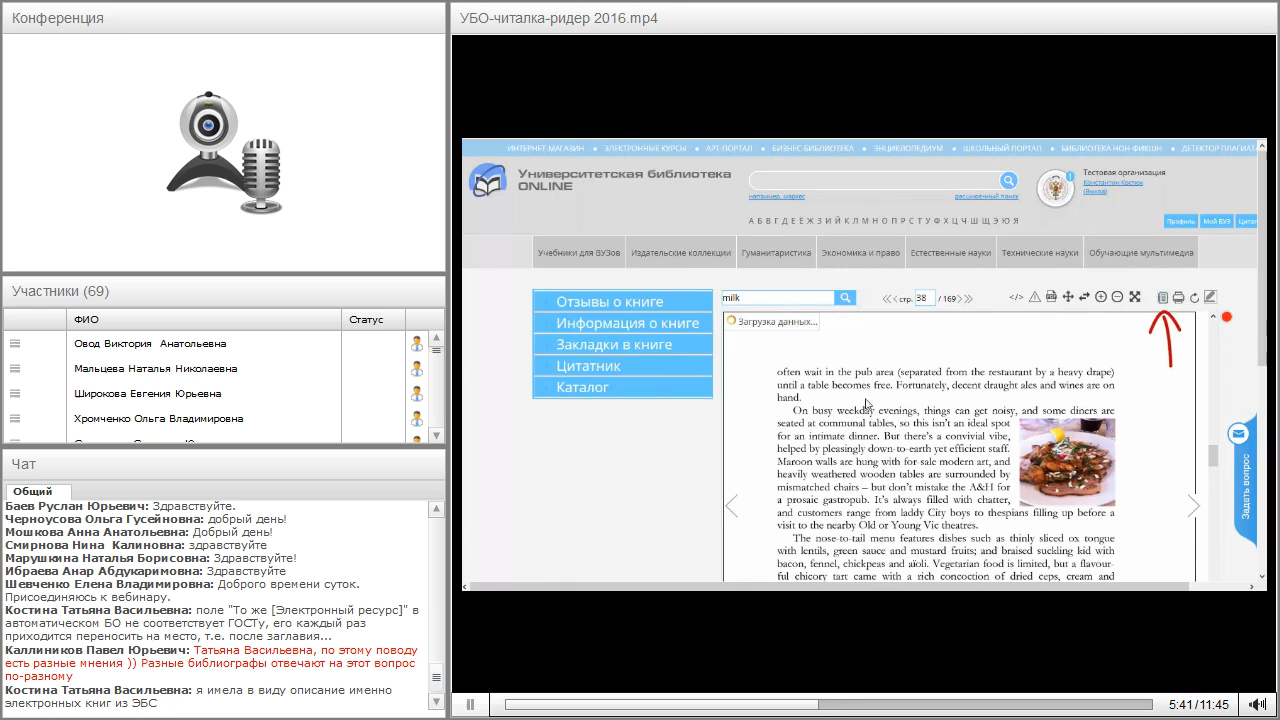 Конференция
УБО-читалка-ридер 2016.mp4
ИНТЕРНЕТ-МАГАЗИН ● ЭЛЕКТРОННЫЕ КУРСЫ ● АРТ-ПОРТАЛ ● БИЗНЕС-БИБЛИОТЕКА ● ЭНЦИКЛОПЕДИУМ ● ШКОЛЬНЫЙ ПОРТАЛ ● БИБЛИОТЕКА НОН-ФИКШН ● ДЕТЕКТОР ПЛАГИАТА
Университетская библиотека
ONLINE
например, маркес
расширенный поиск
Тестовая организация
Константин Костюк
(Выход)
А Б В Г Д Е Ё Ж З И Й К Л М Н О П Р С Т У Ф Х Ц Ч Ш Щ Э Ю Я
Профиль Мой ВУЗ Цитат
Учебники для ВУЗов Издательские коллекции Гуманитаристика Экономика и право Естественные науки Технические науки Обучающие мультимедиа
Отзывы о книге
Информация о книге
Закладки в книге
Цитатник
Каталог
milk
стр. 38 / 169
Загрузка данных...
often wait in the pub area (separated from the restaurant by a heavy drape)
until a table becomes free. Fortunately, decent draught ales and wines are on
hand.
On busy weekday evenings, things can get noisy, and some diners are
seated at communal tables, so this isn't an ideal spot
for an intimate dinner. But there's a convivial vibe,
helped by pleasingly down-to-earth yet efficient staff.
Maroon walls are hung with for-sale modern art, and
heavily weathered wooden tables are surrounded by
mismatched chairs – but don't mistake the A&H for
a prosaic gastropub. It's always filled with chatter,
and customers range from laddy City boys to thespians filling up before a
visit to the nearby Old or Young Vic theatres.
The nose-to-tail menu features dishes such as thinly sliced ox tongue
with lentils, green sauce and mustard fruits; and braised suckling kid with
bacon, fennel, chickpeas and aïoli. Vegetarian food is limited, but a flavour-
ful chicory tart came with a rich concoction of dried ceps, cream and
Задать вопрос
5:41 / 11:45
Участники (69)
ФИО Статус
Овод Виктория Анатольевна
Мальцева Наталья Николаевна
Широкова Евгения Юрьевна
Хромченко Ольга Владимировна
Чат
Общий
Баев Руслан Юрьевич: Здравствуйте.
Черноусова Ольга Гусейновна: добрый день!
Мошкова Анна Анатольевна: Добрый день!
Смирнова Нина Калиновна: здравствуйте
Марушкина Наталья Борисовна: Здравствуйте!
Ибраева Анар Абдукаримовна: Здравствуйте
Шевченко Елена Владимировна: Доброго времени суток.
Присоединяюсь к вебинару.
Костина Татьяна Васильевна: поле "То же [Электронный ресурс]" в
автоматическом БО не соответствует ГОСТу, его каждый раз
приходится переносить на место, т.е. после заглавия...
Каллиников Павел Юрьевич: Татьяна Васильевна, по этому поводу
есть разные мнения )) Разные библиографы отвечают на этот вопрос
по-разному
Костина Татьяна Васильевна: я имела в виду описание именно
электронных книг из ЭБС